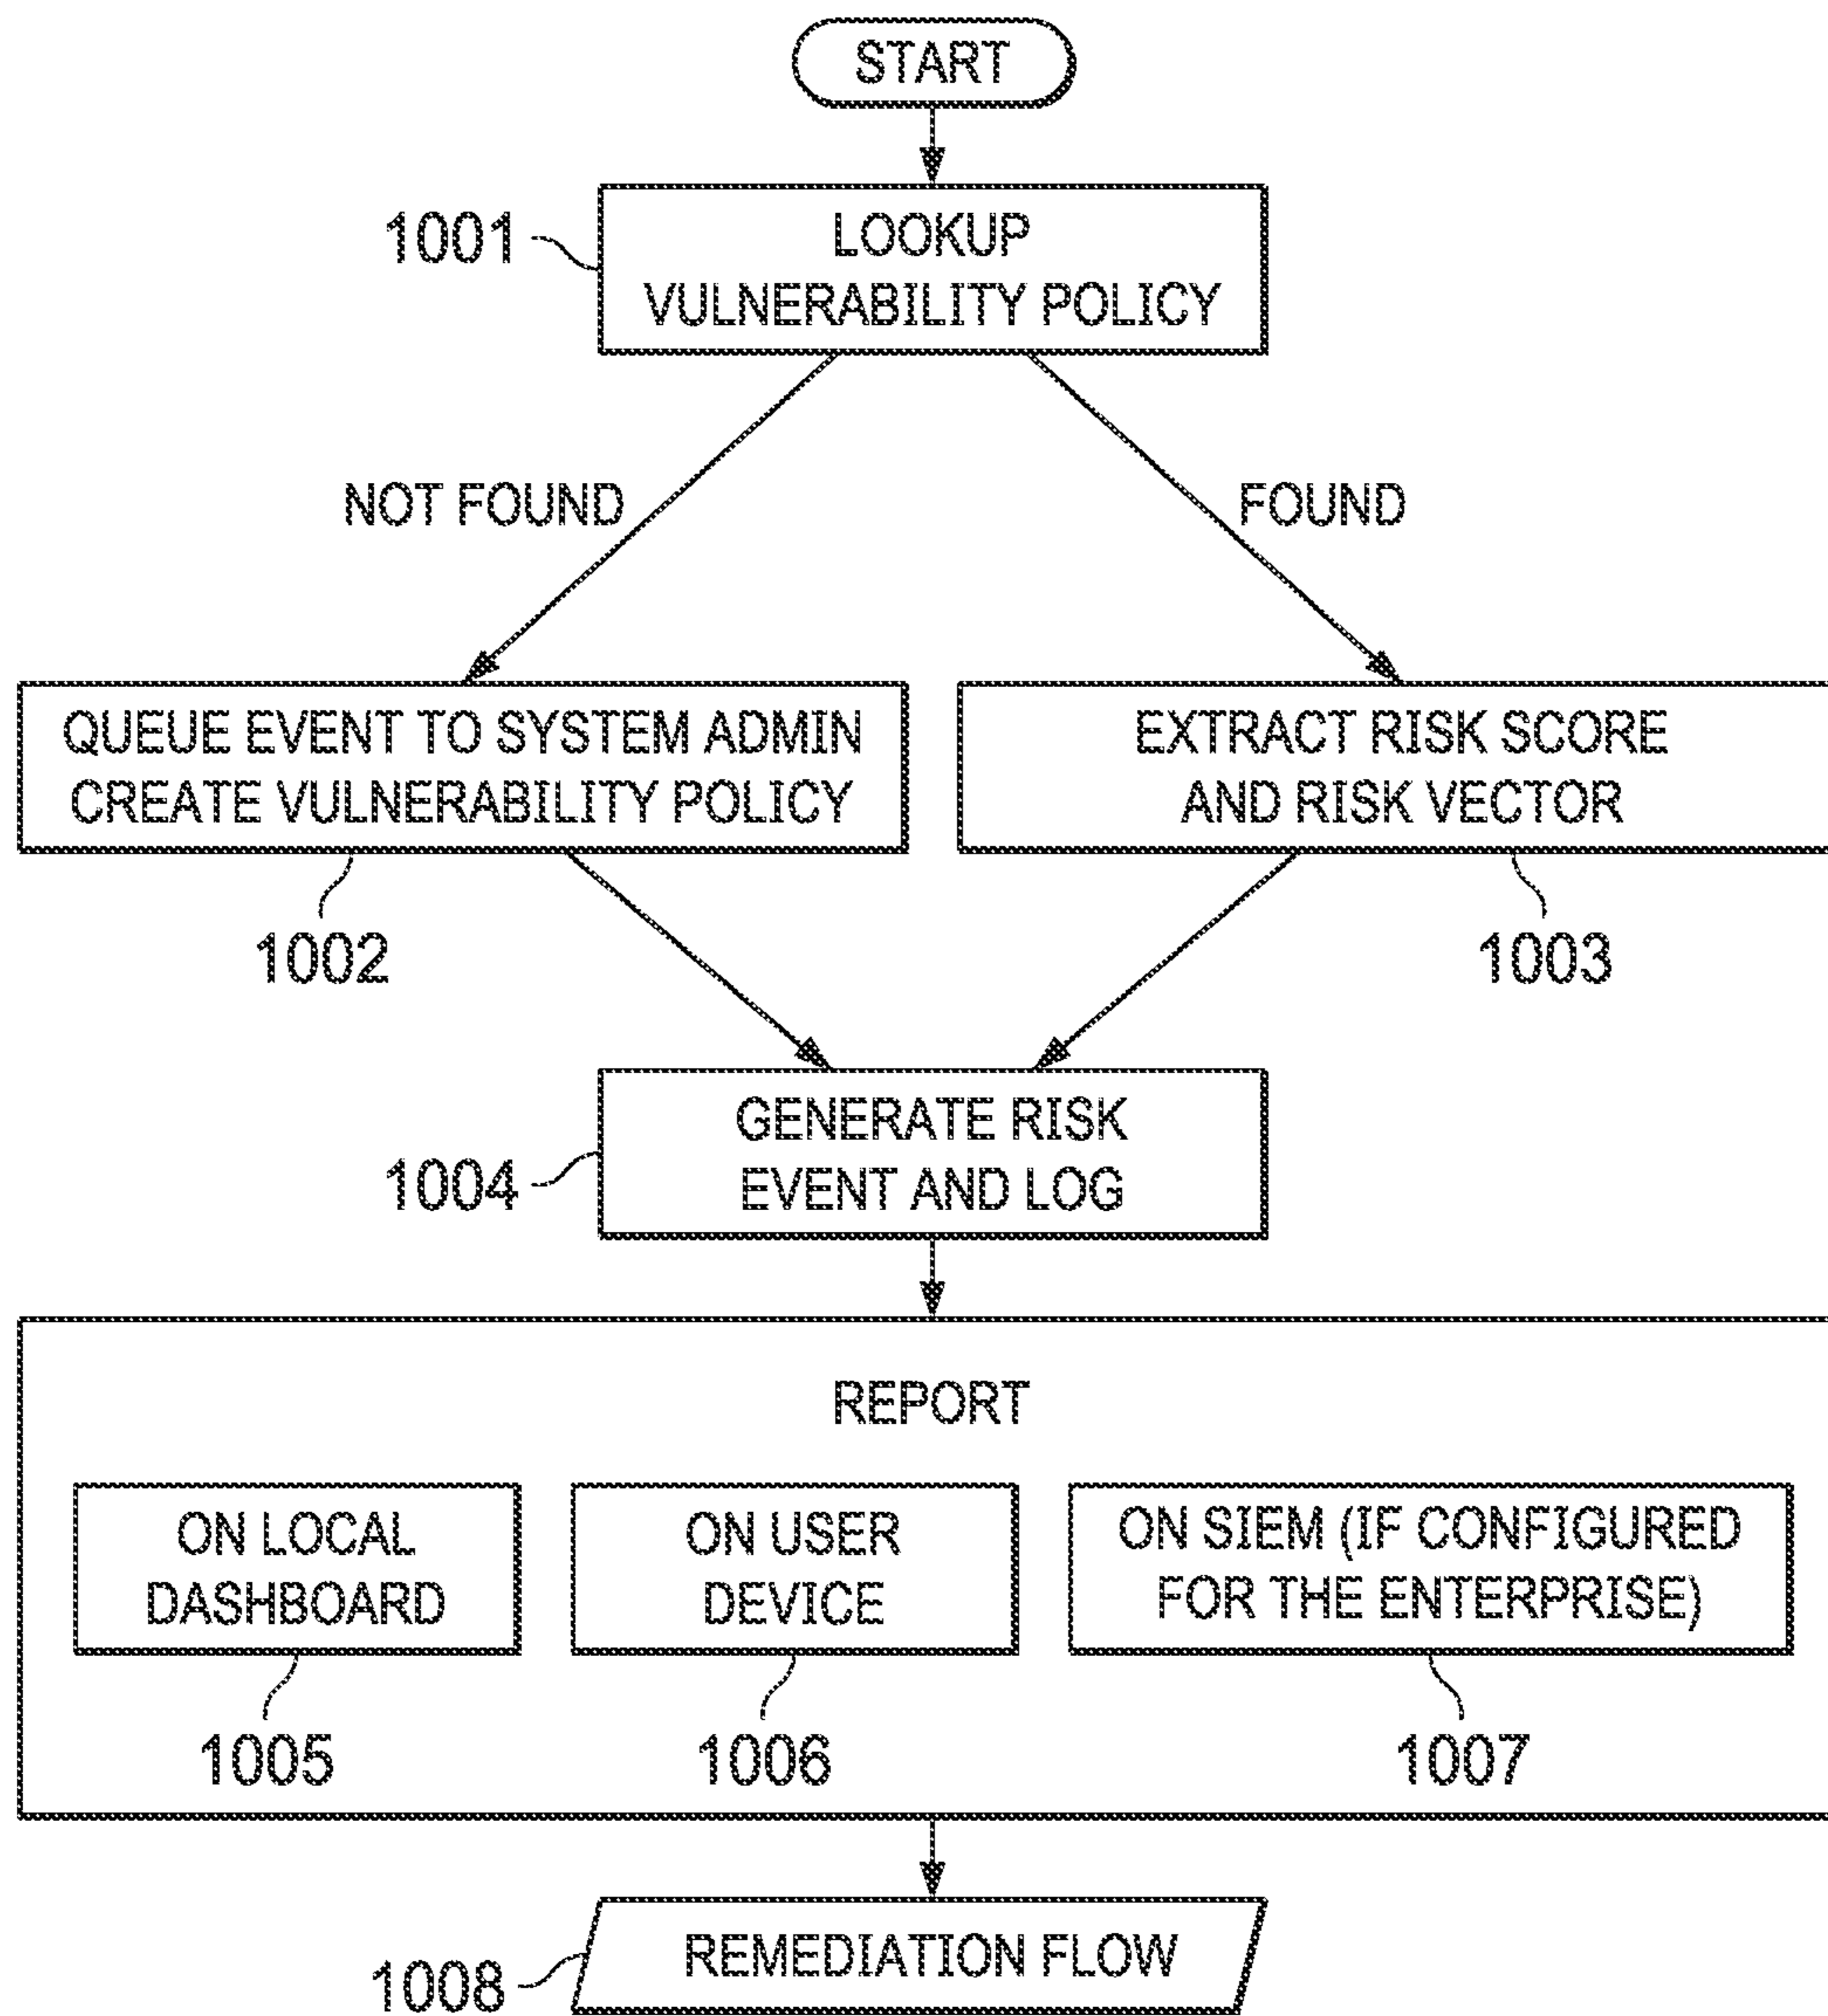 START
1001
LOOKUP
VULNERABILITY POLICY
NOT FOUND
FOUND
QUEUE EVENT TO SYSTEM ADMIN
CREATE VULNERABILITY POLICY
EXTRACT RISK SCORE
AND RISK VECTOR
1002
1003
GENERATE RISK
EVENT AND LOG
1004
REPORT
ON LOCAL
DASHBOARD
ON USER
DEVICE
ON SIEM (IF CONFIGURED
FOR THE ENTERPRISE)
1005
1006
1007
REMEDIATION FLOW
1008